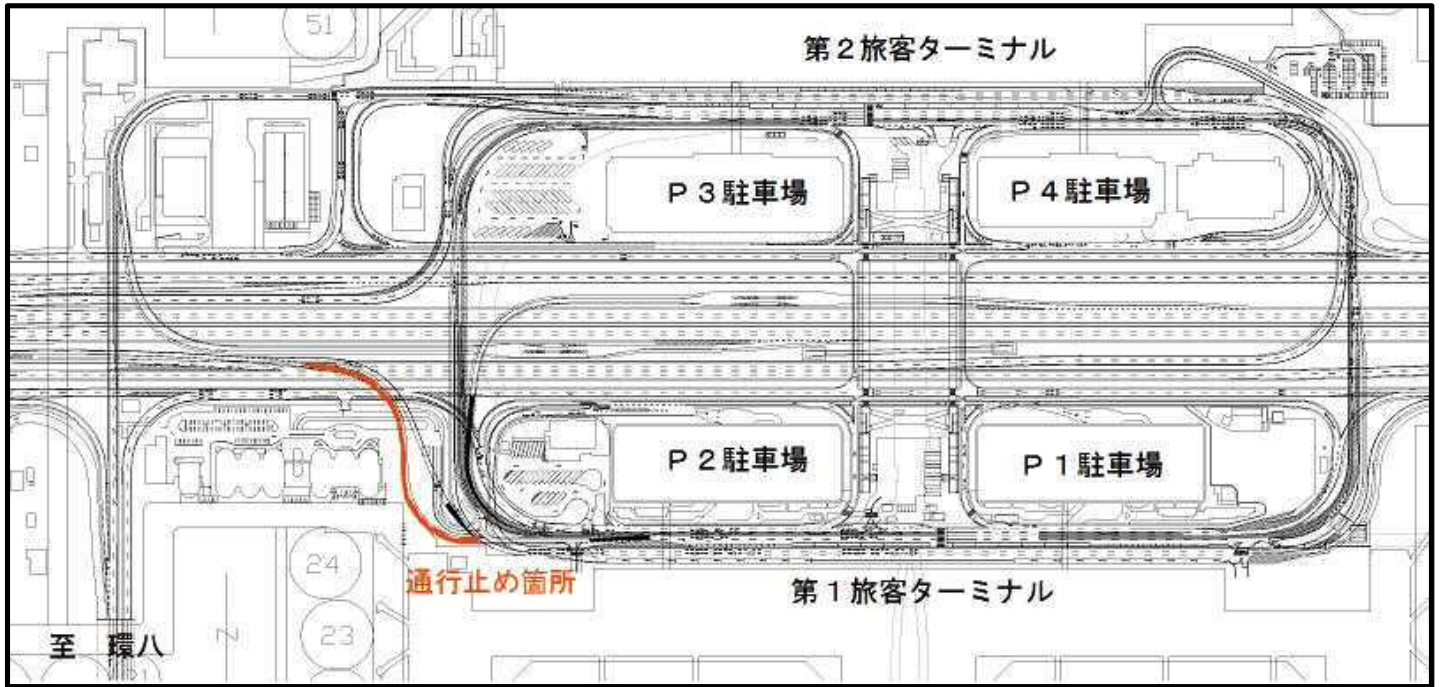 51
第2旅客ターミナル
P3駐車場
P4駐車場
P2駐車場
P1駐車場
24
通行止め箇所
第1旅客ターミナル
23
N
至 環八